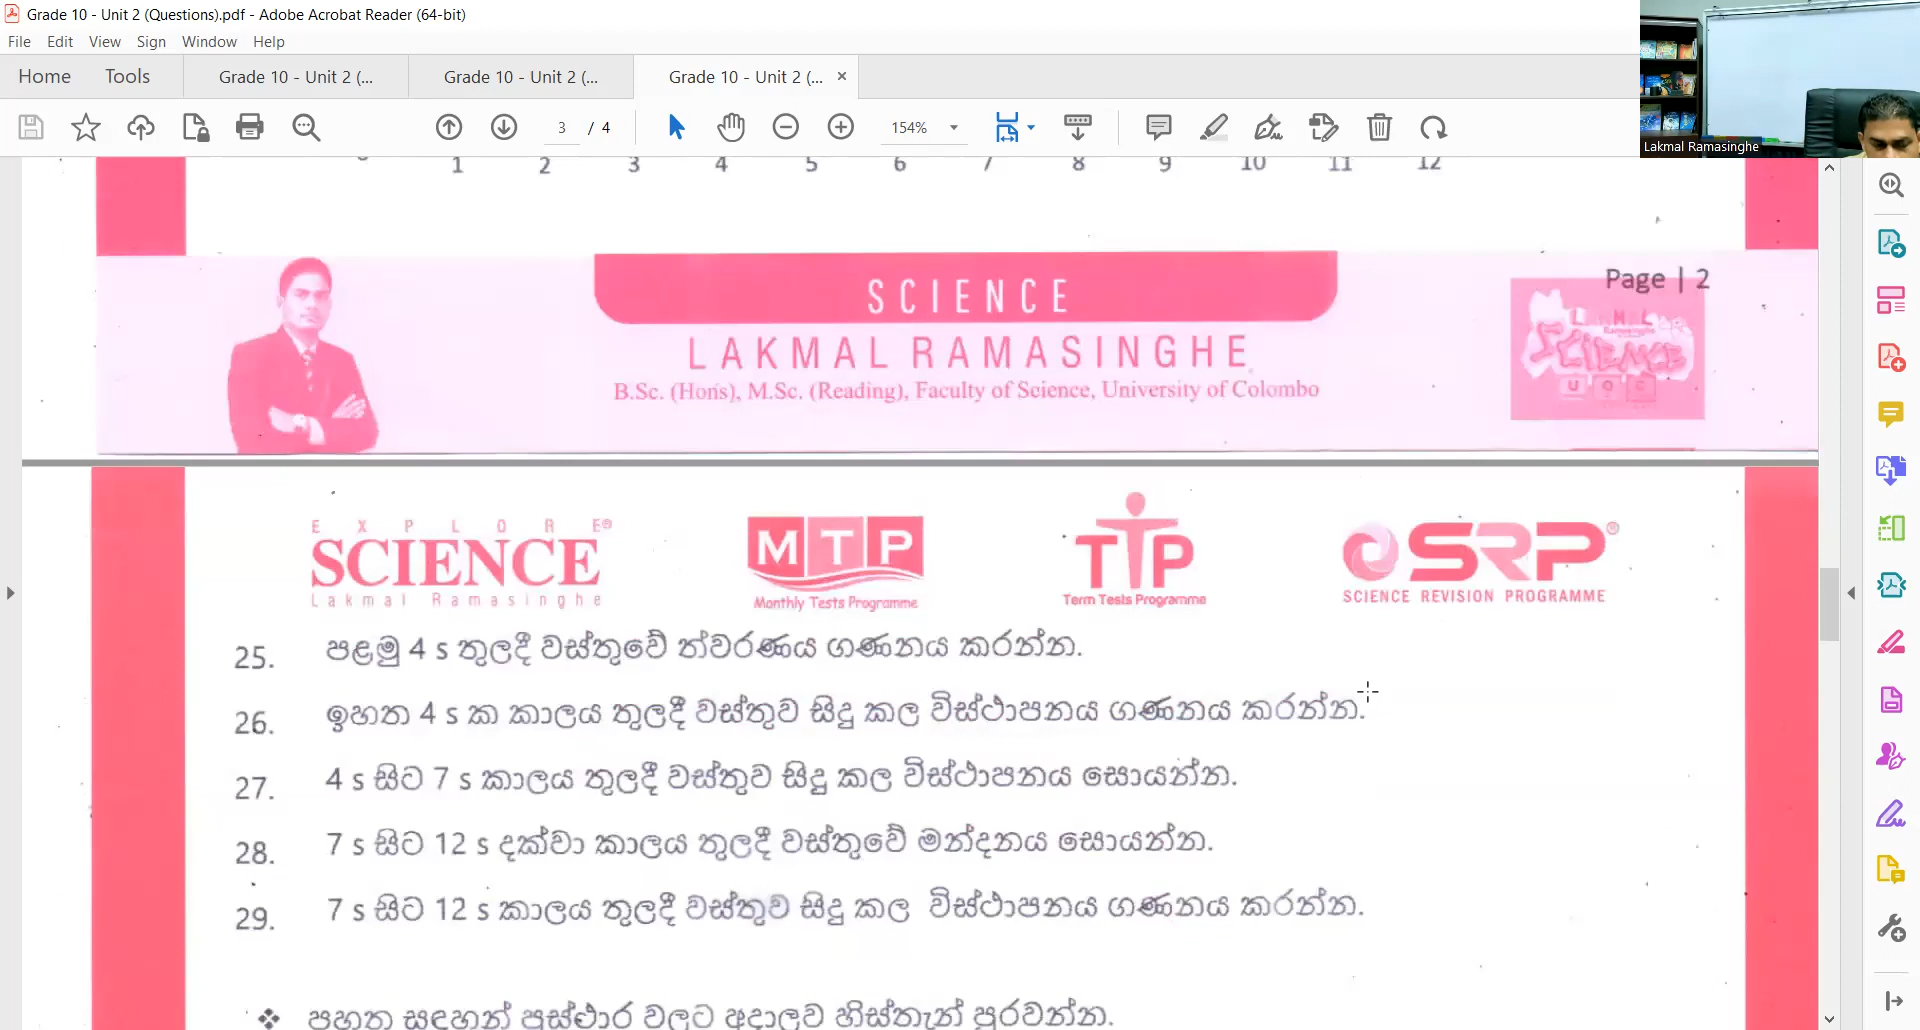 Grade 10 - Unit 2 (Questions).pdf - Adobe Acrobat Reader (64-bit)
File Edit View Sign Window Help
Home Tools Grade 10 - Unit 2 (... Grade 10 - Unit 2 (... Grade 10 - Unit 2 (... ×
3 / 4 154%
Lakmal Ramasinghe
1 2 3 4 5 6 7 8 9 10 11 12
Page | 2
SCIENCE
LAKMAL RAMASINGHE
B.Sc. (Hons), M.Sc. (Reading), Faculty of Science, University of Colombo
Ramasinghe
SCIENCE
U O C
EXPLORE®
SCIENCE
Lakmal Ramasinghe
MTP
Monthly Tests Programme
TTP
Term Tests Programme
SRP®
SCIENCE REVISION PROGRAMME
25. පළමු 4 s තුලදී වස්තුවේ ත්වරණය ගණනය කරන්න.
26. ඉහත 4 s ක කාලය තුලදී වස්තුව සිදු කල විස්ථාපනය ගණනය කරන්න.
27. 4 s සිට 7 s කාලය තුලදී වස්තුව සිදු කල විස්ථාපනය සොයන්න.
28. 7 s සිට 12 s දක්වා කාලය තුලදී වස්තුවේ මන්දනය සොයන්න.
29. 7 s සිට 12 s කාලය තුලදී වස්තුව සිදු කල විස්ථාපනය ගණනය කරන්න.
❖ පහත සඳහන් ප්‍රස්ථාර වලට අදාලව හිස්තැන් පුරවන්න.